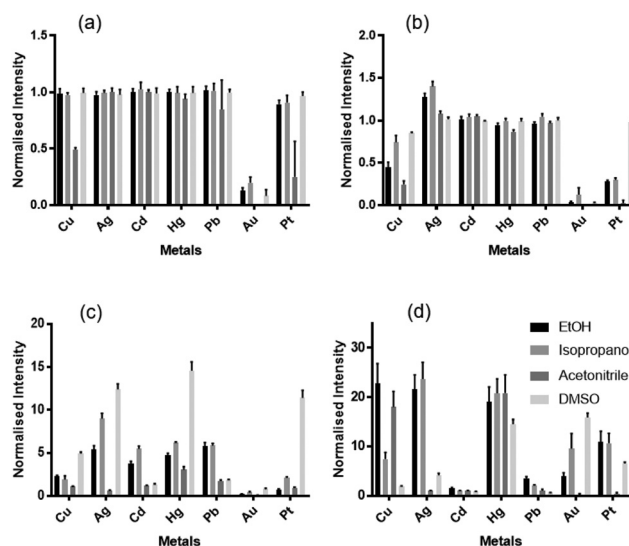 (a)
Normalised Intensity
1.5
1.0
0.5
0.0
Cu Ag Cd Hg Pb Au Pt
Metals
(b)
Normalised Intensity
2.0
1.5
1.0
0.5
0.0
Cu Ag Cd Hg Pb Au Pt
Metals
(c)
Normalised Intensity
20
15
10
5
0
Cu Ag Cd Hg Pb Au Pt
Metals
(d)
Normalised Intensity
30
20
10
0
Cu Ag Cd Hg Pb Au Pt
Metals
EtOH
Isopropano
Acetonitrile
DMSO